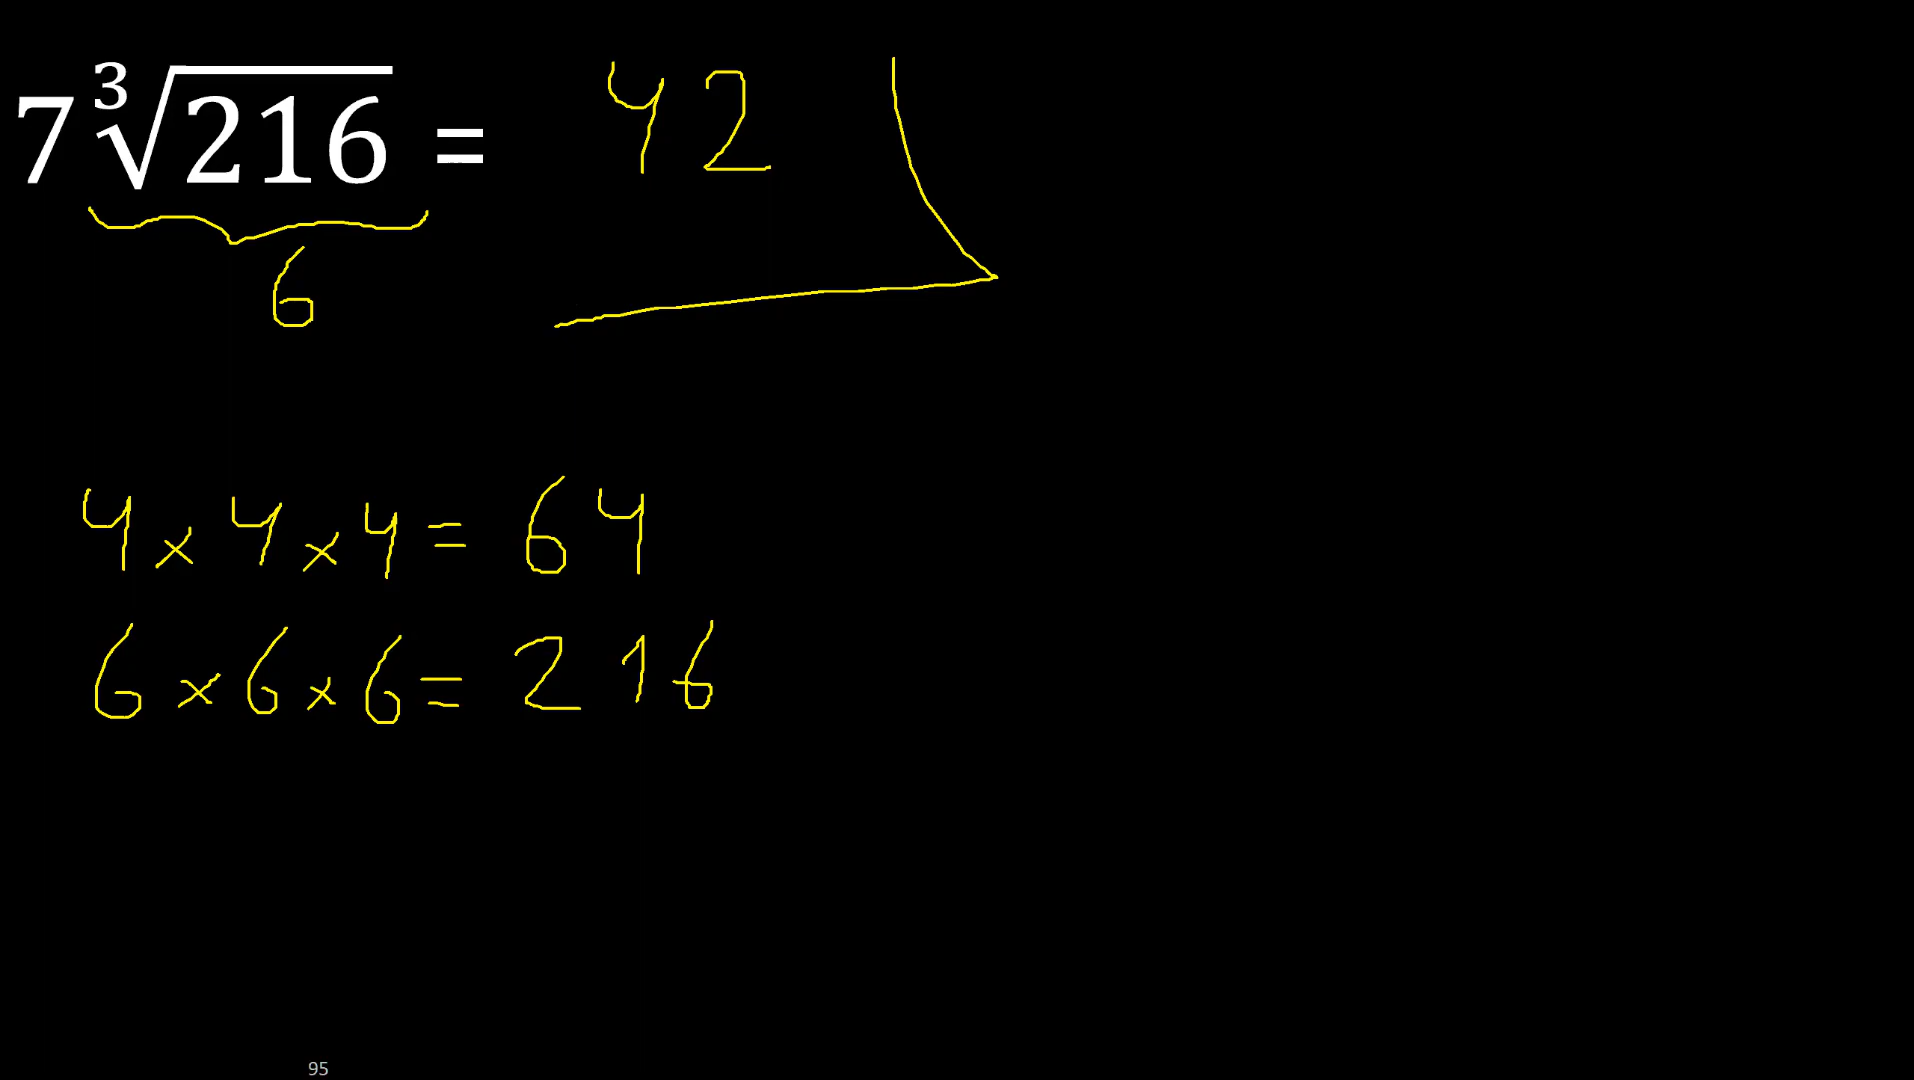 7∛216 = 42
6
4 x 4 x 4 = 64
6 x 6 x 6 = 216
95